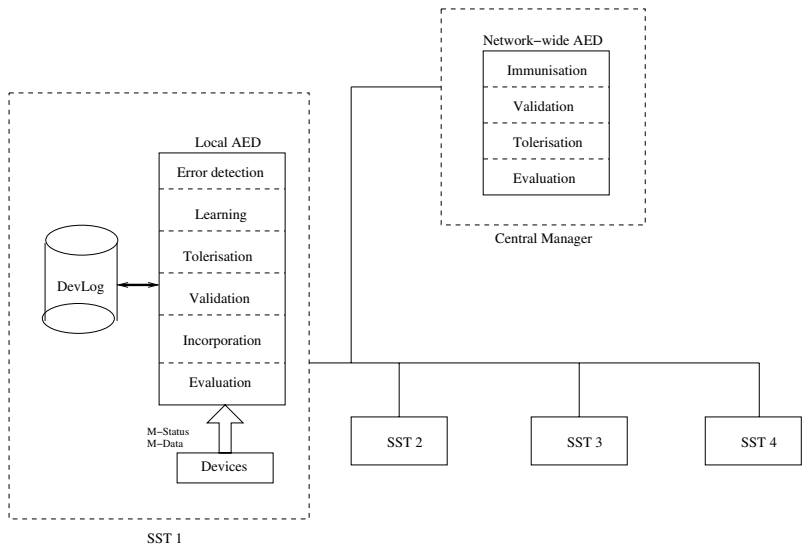 Network−wide AED
Immunisation
Validation
Tolerisation
Evaluation
Central Manager
Local AED
Error detection
Learning
Tolerisation
Validation
Incorporation
Evaluation
DevLog
M−Status
M−Data
Devices
SST 1
SST 2
SST 3
SST 4